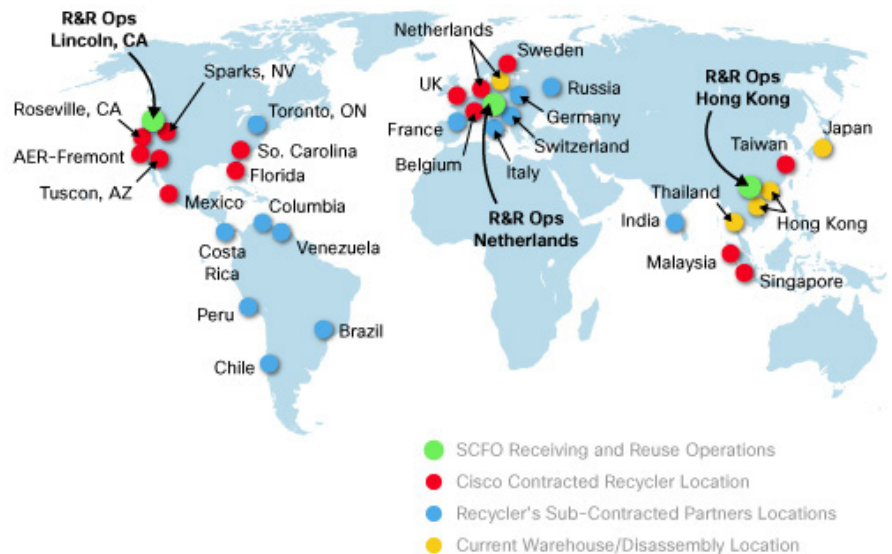 R&R Ops
Lincoln, CA
Sparks, NV
Roseville, CA
Toronto, ON
AER-Fremont
So. Carolina
Tuscon, AZ
Florida
Mexico
Columbia
Costa
Rica
Venezuela
Peru
Brazil
Chile
Netherlands
Sweden
UK
Russia
France
Germany
Switzerland
Belgium
Italy
R&R Ops
Netherlands
R&R Ops
Hong Kong
Japan
Taiwan
Thailand
India
Hong Kong
Malaysia
Singapore
SCFO Receiving and Reuse Operations
Cisco Contracted Recycler Location
Recycler's Sub-Contracted Partners Locations
Current Warehouse/Disassembly Location